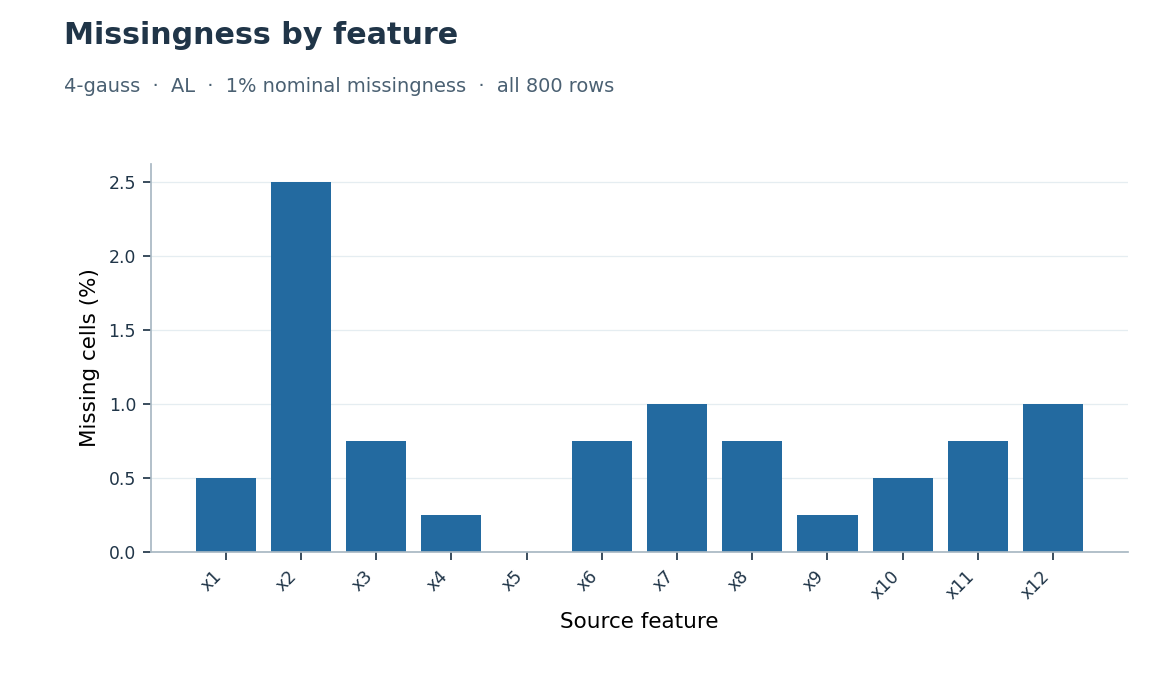 Missingness by feature
4-gauss · AL · 1% nominal missingness · all 800 rows
Missing cells (%)
2.5
2.0
1.5
1.0
0.5
0.0
x1 x2 x3 x4 x5 x6 x7 x8 x9 x10 x11 x12
Source feature